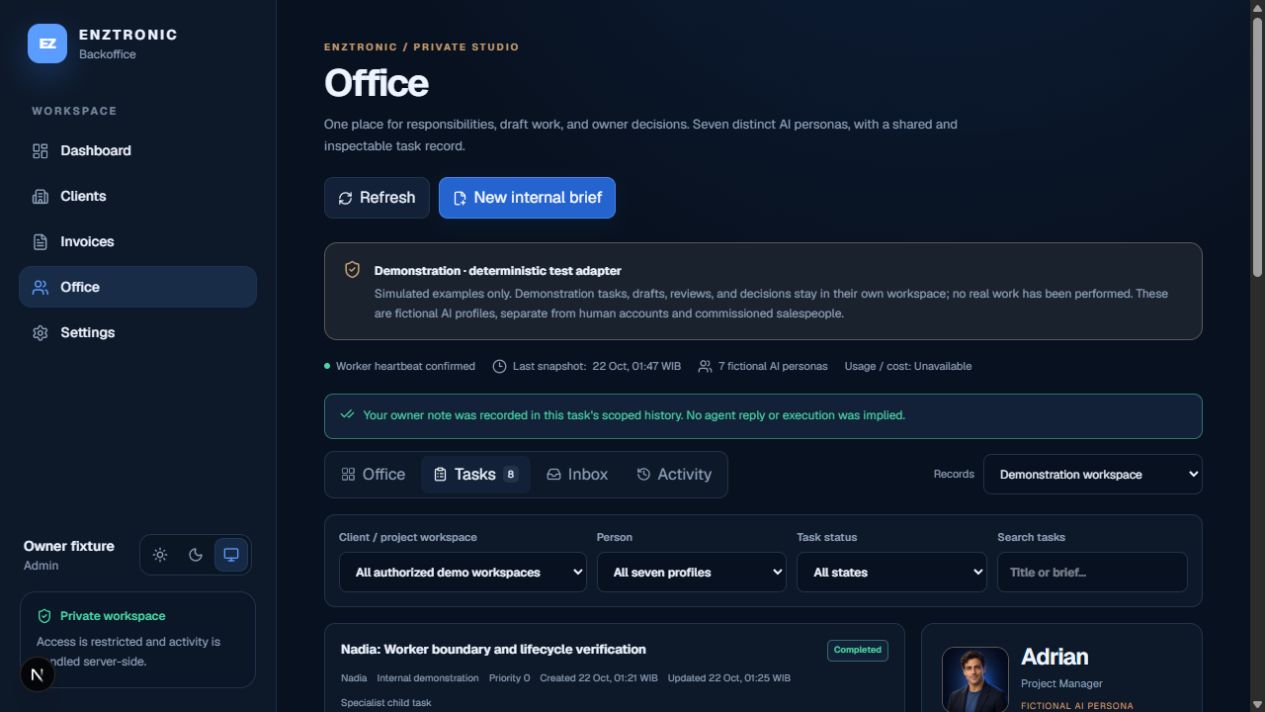 EZ
ENZTRONIC
Backoffice
WORKSPACE
Dashboard
Clients
Invoices
Office
Settings
Owner fixture
Admin
Private workspace
Access is restricted and activity is
handled server-side.
N
ENZTRONIC / PRIVATE STUDIO
Office
One place for responsibilities, draft work, and owner decisions. Seven distinct AI personas, with a shared and
inspectable task record.
Refresh
New internal brief
Demonstration · deterministic test adapter
Simulated examples only. Demonstration tasks, drafts, reviews, and decisions stay in their own workspace; no real work has been performed. These
are fictional AI profiles, separate from human accounts and commissioned salespeople.
Worker heartbeat confirmed Last snapshot: 22 Oct, 01:47 WIB 7 fictional AI personas Usage / cost: Unavailable
Your owner note was recorded in this task's scoped history. No agent reply or execution was implied.
Office Tasks 8 Inbox Activity
Records Demonstration workspace
Client / project workspace Person Task status Search tasks
All authorized demo workspaces All seven profiles All states Title or brief...
Nadia: Worker boundary and lifecycle verification Completed
Nadia Internal demonstration Priority 0 Created 22 Oct, 01:21 WIB Updated 22 Oct, 01:25 WIB
Specialist child task
Adrian
Project Manager
FICTIONAL AI PERSONA